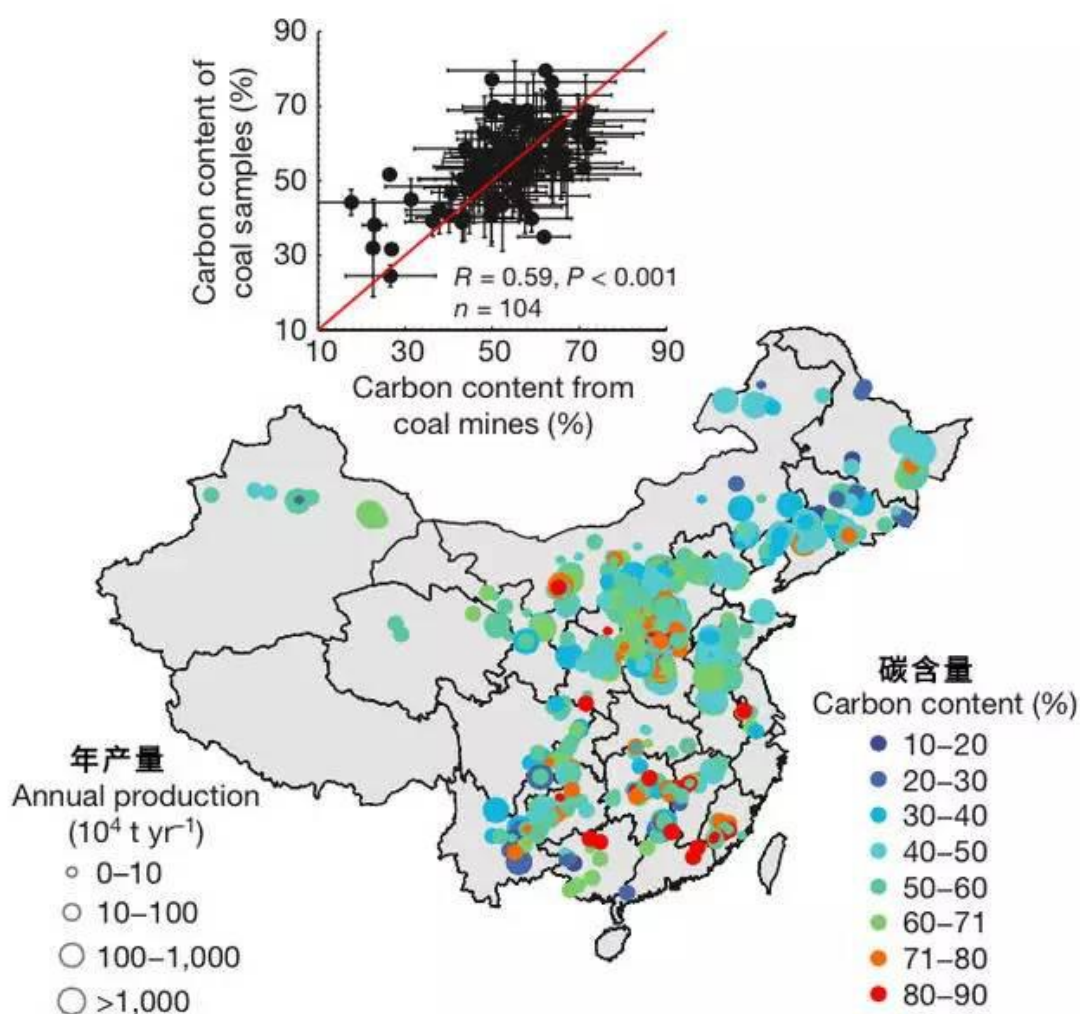 90
70
50
30
10
Carbon content of
coal samples (%)
R = 0.59, P < 0.001
n = 104
10 30 50 70 90
Carbon content from
coal mines (%)
碳含量
Carbon content (%)
10–20
20–30
30–40
40–50
50–60
60–71
71–80
80–90
年产量
Annual production
(10⁴ t yr⁻¹)
0–10
10–100
100–1,000
>1,000